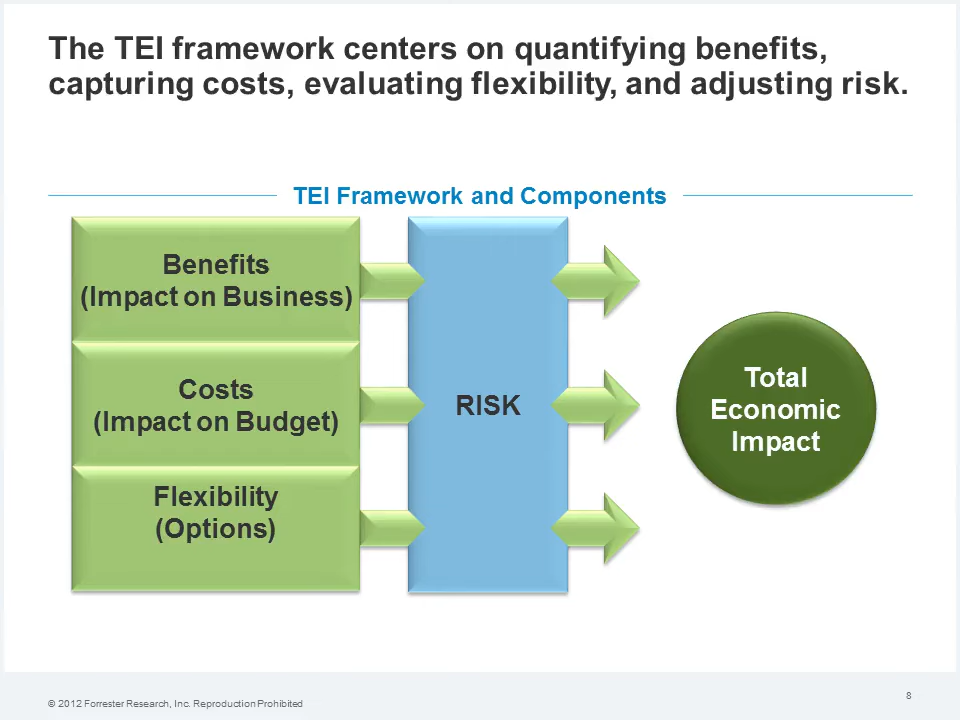 The TEI framework centers on quantifying benefits,
capturing costs, evaluating flexibility, and adjusting risk.
TEI Framework and Components
Benefits
(Impact on Business)
Costs
(Impact on Budget)
Flexibility
(Options)
RISK
Total
Economic
Impact
© 2012 Forrester Research, Inc. Reproduction Prohibited
8